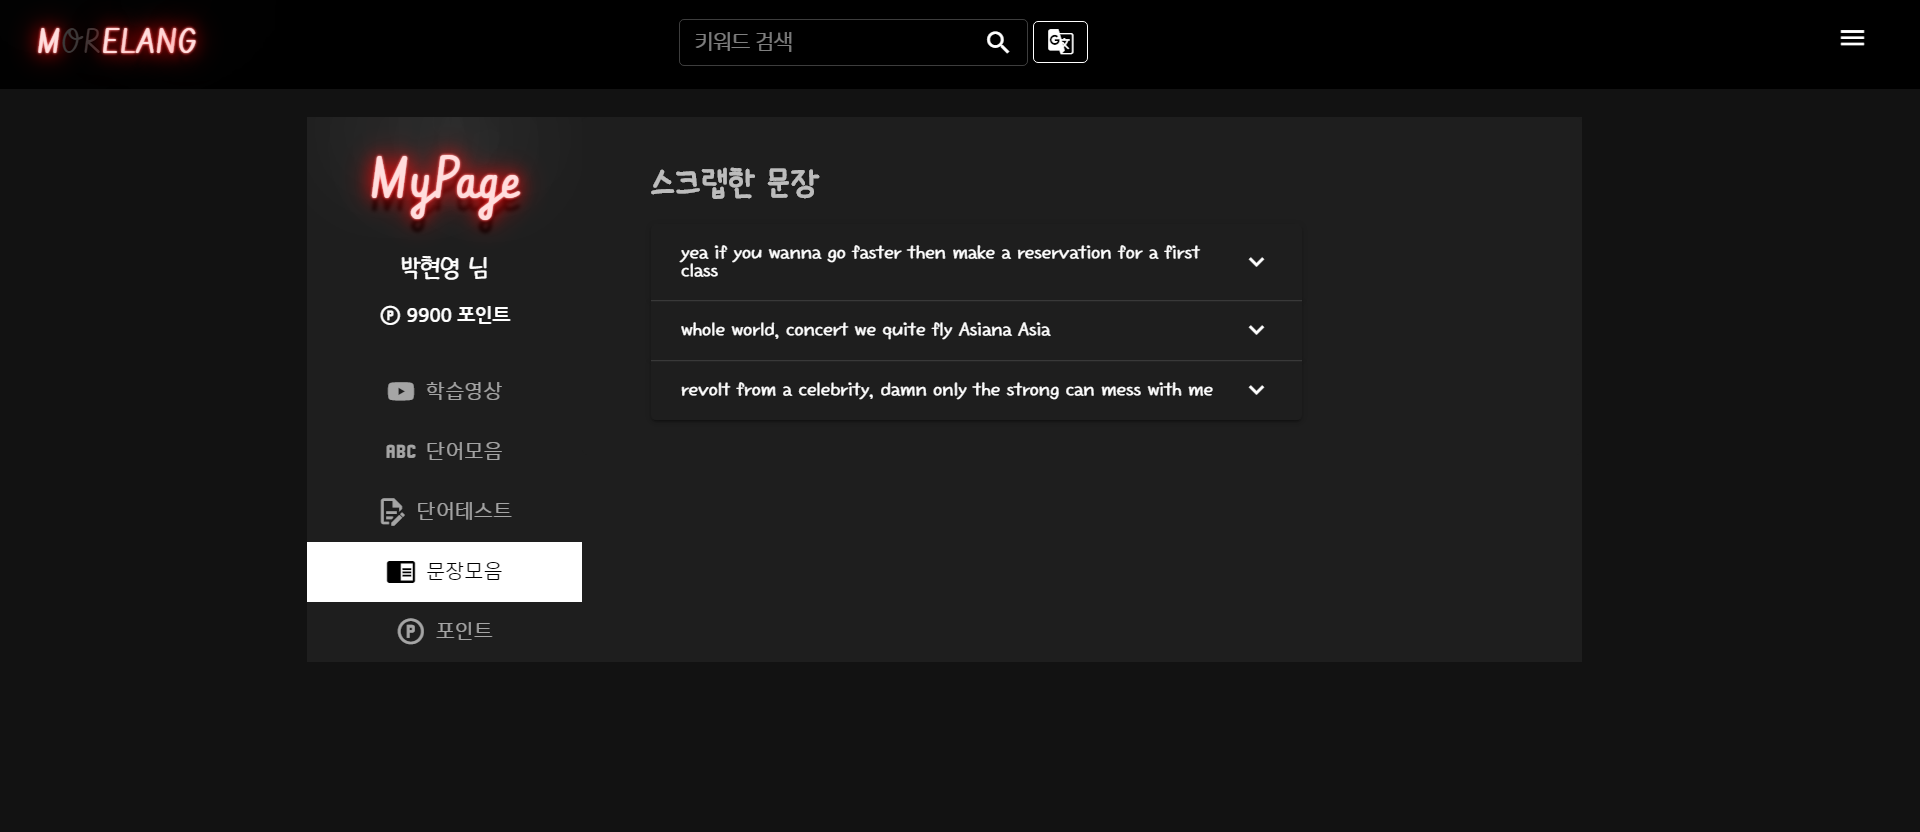 MORELANG
키워드 검색
MyPage
박현영 님
P 9900 포인트
학습영상
ABC 단어모음
단어테스트
문장모음
P 포인트
스크랩한 문장
yea if you wanna go faster then make a reservation for a first
class
whole world, concert we quite fly Asiana Asia
revolt from a celebrity, damn only the strong can mess with me